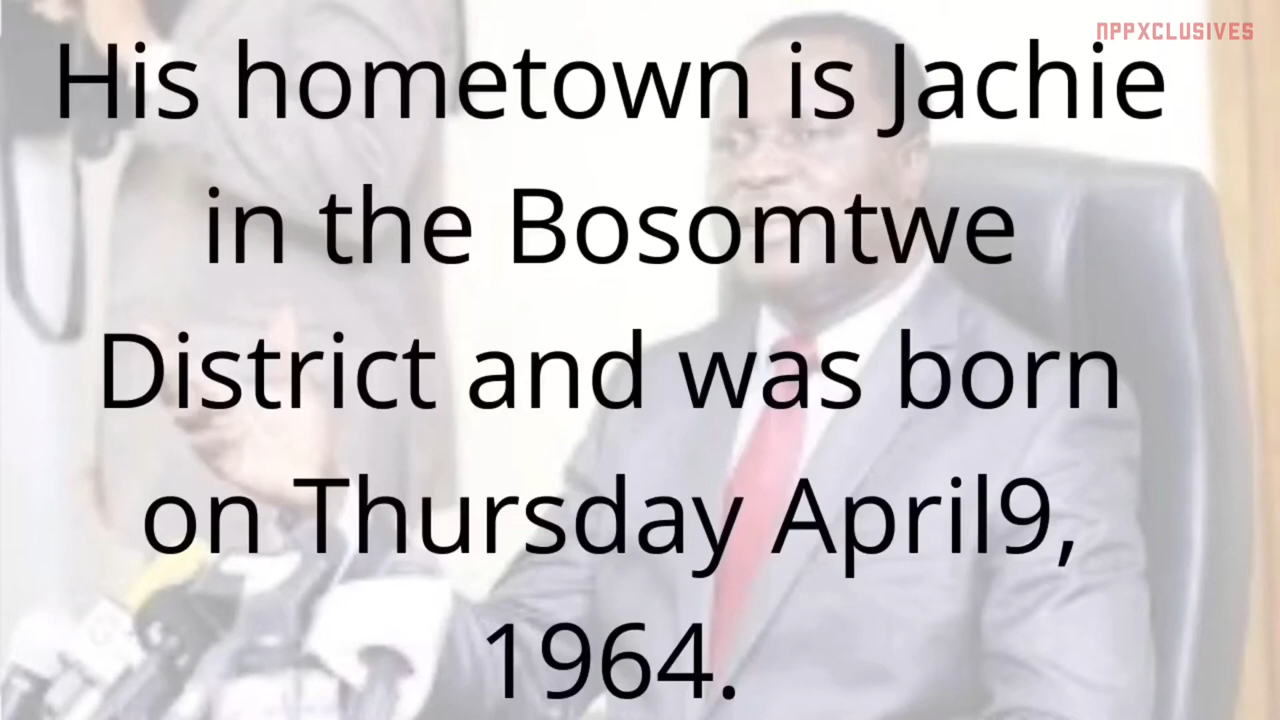 NPPXCLUSIVES
His hometown is Jachie
in the Bosomtwe
District and was born
on Thursday April9,
1964.